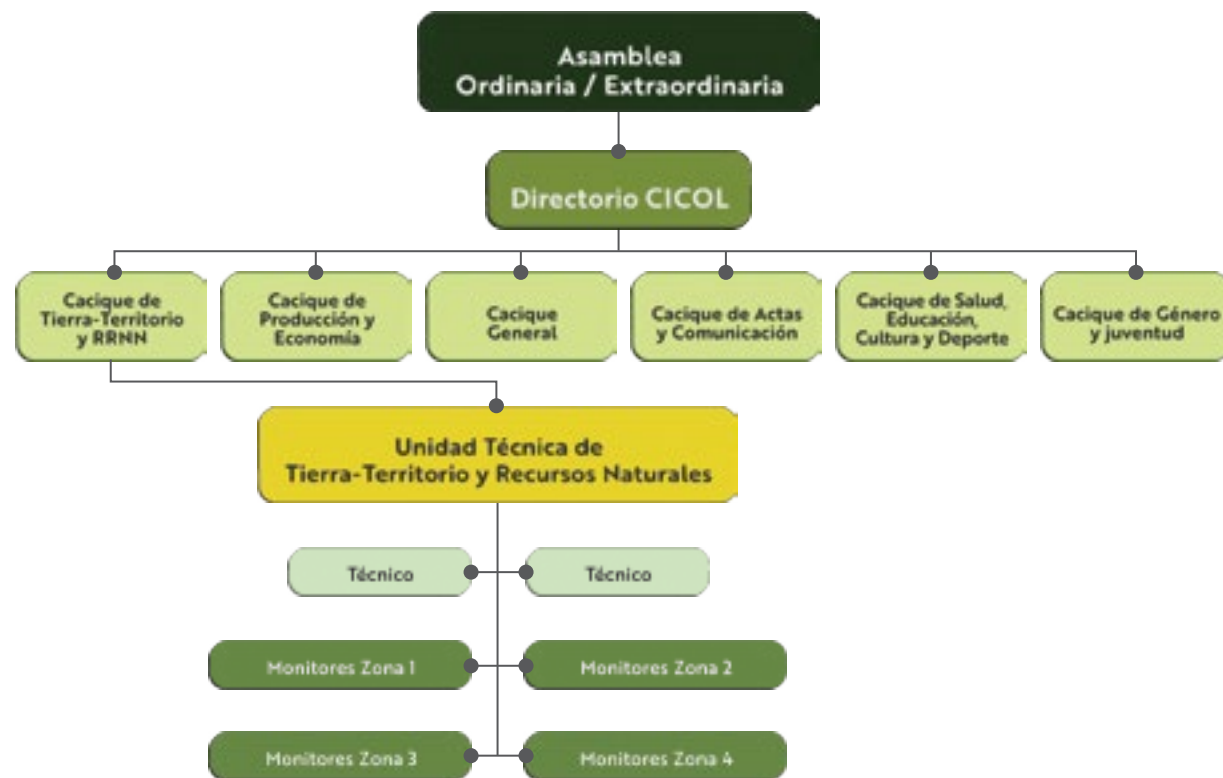 Asamblea
Ordinaria / Extraordinaria
Directorio CICOL
Cacique de
Tierra-Territorio
y RRNN
Cacique de
Producción y
Economía
Cacique
General
Cacique de Actas
y Comunicación
Cacique de Salud,
Educación,
Cultura y Deporte
Cacique de Género
y juventud
Unidad Técnica de
Tierra-Territorio y Recursos Naturales
Técnico
Técnico
Monitores Zona 1
Monitores Zona 2
Monitores Zona 3
Monitores Zona 4